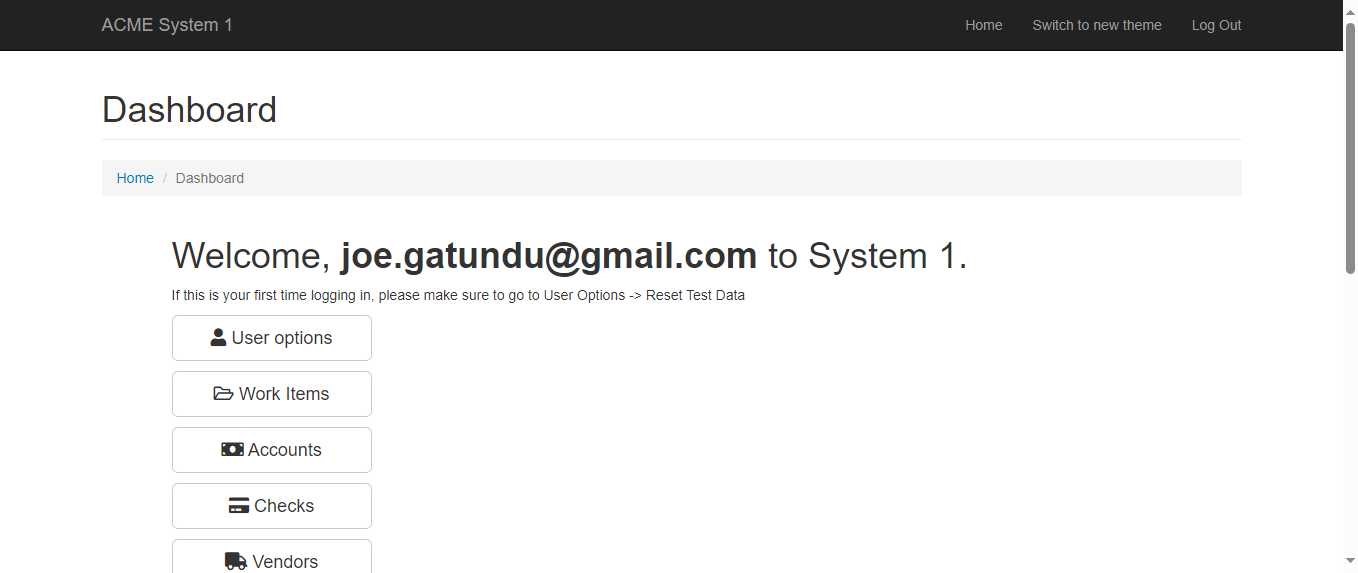 ACME System 1
Home
Switch to new theme
Log Out
Dashboard
Home / Dashboard
Welcome, joe.gatundu@gmail.com to System 1.
If this is your first time logging in, please make sure to go to User Options -> Reset Test Data
User options
Work Items
Accounts
Checks
Vendors